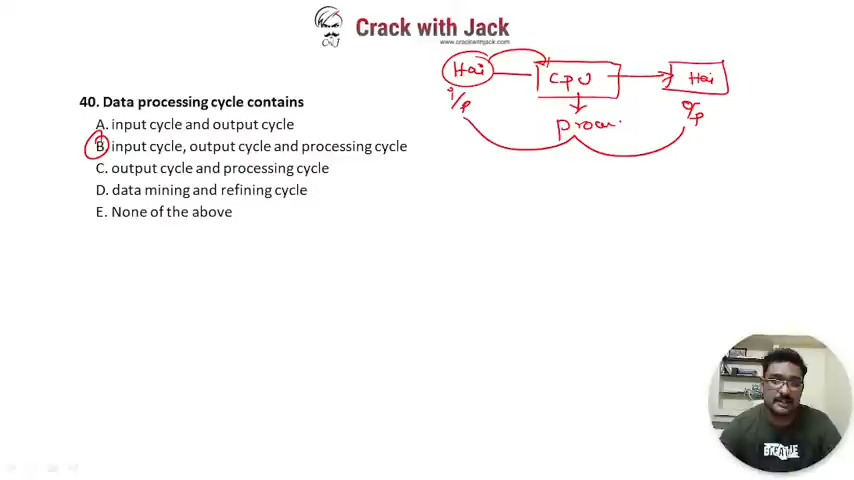 Crack with Jack
www.crackwithjack.com
40. Data processing cycle contains
A. input cycle and output cycle
B. input cycle, output cycle and processing cycle
C. output cycle and processing cycle
D. data mining and refining cycle
E. None of the above
Hai
CPU
Hai
i/p
o/p
BREATHE